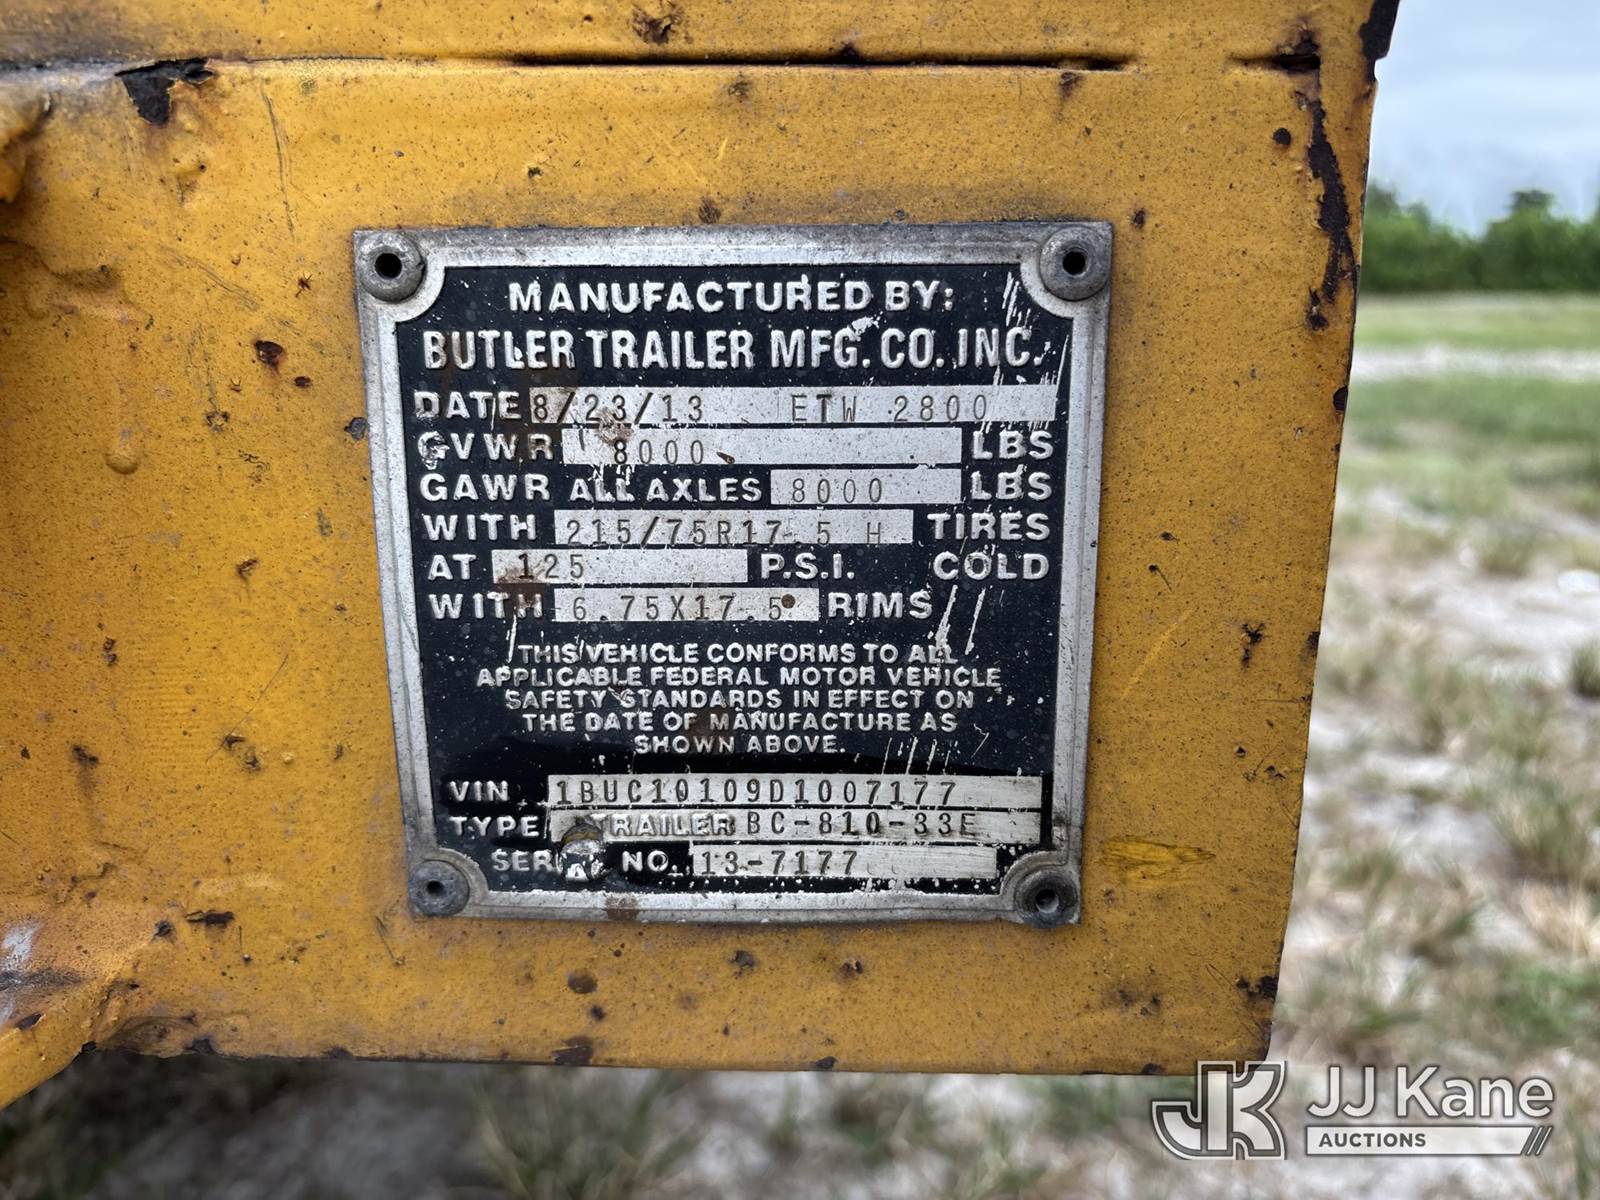 MANUFACTURED BY:
BUTLER TRAILER MFG. CO. INC.
DATE 8/23/13 ETW 2800
GVWR 8000 LBS
GAWR ALL AXLES 8000 LBS
WITH 215/75R17.5 H TIRES
AT 125 P.S.I. COLD
WITH 6.75X17.5 RIMS
THIS VEHICLE CONFORMS TO ALL
APPLICABLE FEDERAL MOTOR VEHICLE
SAFETY STANDARDS IN EFFECT ON
THE DATE OF MANUFACTURE AS
SHOWN ABOVE.
VIN 1BUC10109D1007177
TYPE TRAILER BC-810-33E
SERIAL NO. 13-7177
JK JJ Kane
AUCTIONS